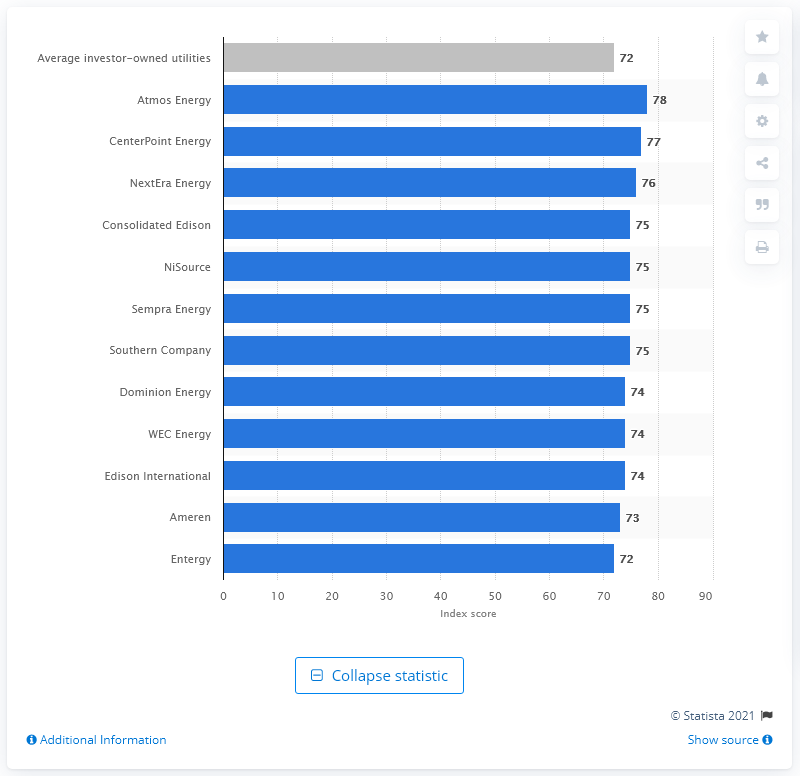 Average investor-owned utilities 72
Atmos Energy 78
CenterPoint Energy 77
NextEra Energy 76
Consolidated Edison 75
NiSource 75
Sempra Energy 75
Southern Company 75
Dominion Energy 74
WEC Energy 74
Edison International 74
Ameren 73
Entergy 72
0 10 20 30 40 50 60 70 80 90
Index score
Collapse statistic
© Statista 2021
Additional Information Show source